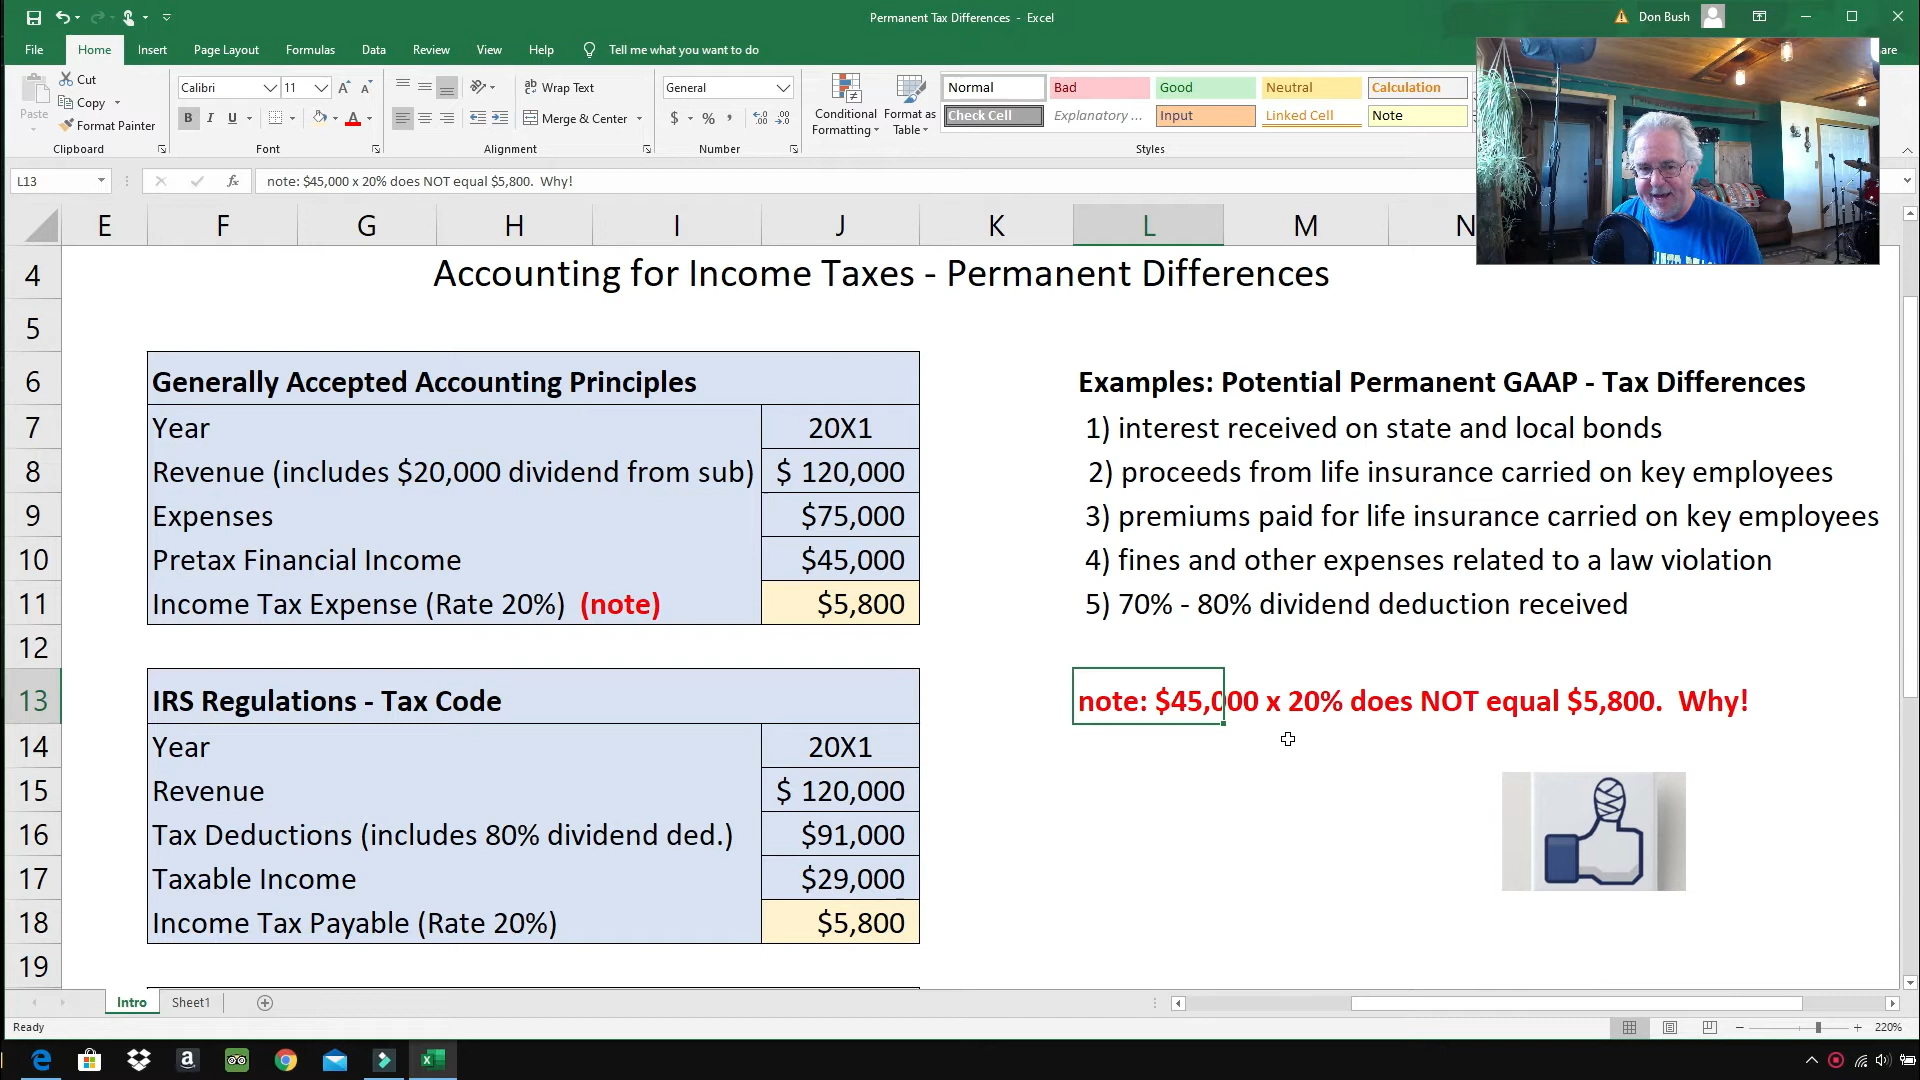 Permanent Tax Differences - Excel
Don Bush
File Home Insert Page Layout Formulas Data Review View Help Tell me what you want to do
Paste
Cut
Copy
Format Painter
Clipboard
Calibri 11
B I U
Font
Wrap Text
Merge & Center
Alignment
General
$ % ,
Number
Conditional Formatting
Format as Table
Normal Bad Good Neutral Calculation
Check Cell Explanatory ... Input Linked Cell Note
Styles
L13
fx
note: $45,000 x 20% does NOT equal $5,800.  Why!
E F G H I J K L M N
4 Accounting for Income Taxes - Permanent Differences
5
6 Generally Accepted Accounting Principles Examples: Potential Permanent GAAP - Tax Differences
7 Year 20X1 1) interest received on state and local bonds
8 Revenue (includes $20,000 dividend from sub) $ 120,000 2) proceeds from life insurance carried on key employees
9 Expenses $75,000 3) premiums paid for life insurance carried on key employees
10 Pretax Financial Income $45,000 4) fines and other expenses related to a law violation
11 Income Tax Expense (Rate 20%) (note) $5,800 5) 70% - 80% dividend deduction received
12
13 IRS Regulations - Tax Code note: $45,000 x 20% does NOT equal $5,800.  Why!
14 Year 20X1
15 Revenue $ 120,000
16 Tax Deductions (includes 80% dividend ded.) $91,000
17 Taxable Income $29,000
18 Income Tax Payable (Rate 20%) $5,800
19
Intro Sheet1
Ready
220%